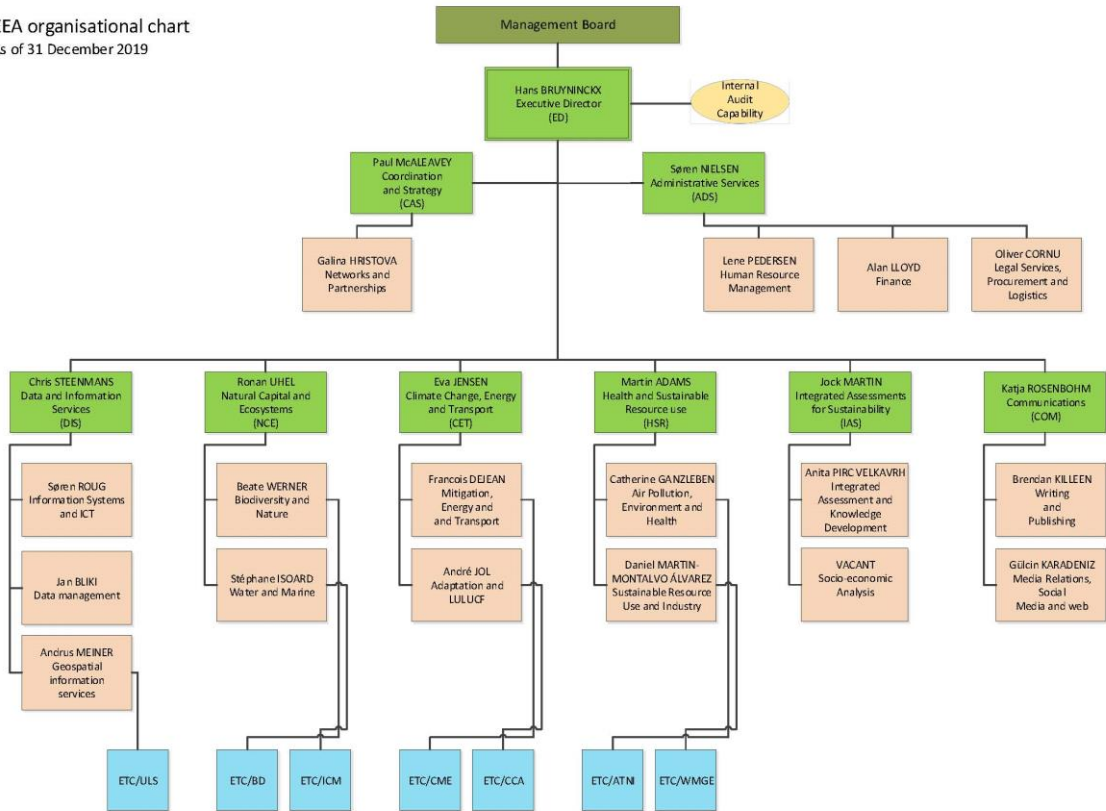 EEA organisational chart
As of 31 December 2019
Management Board
Hans BRUYNINCKX
Executive Director
(ED)
Internal
Audit
Capability
Paul McALEAVEY
Coordination
and Strategy
(CAS)
Søren NIELSEN
Administrative Services
(ADS)
Galina HRISTOVA
Networks and
Partnerships
Lene PEDERSEN
Human Resource
Management
Alan LLOYD
Finance
Oliver CORNU
Legal Services,
Procurement and
Logistics
Chris STEENMANS
Data and Information
Services
(DIS)
Ronan UHEL
Natural Capital and
Ecosystems
(NCE)
Eva JENSEN
Climate Change, Energy
and Transport
(CET)
Martin ADAMS
Health and Sustainable
Resource use
(HSR)
Jock MARTIN
Integrated Assessments
for Sustainability
(IAS)
Katja ROSENBOHM
Communications
(COM)
Søren ROUG
Information Systems
and ICT
Beate WERNER
Biodiversity and
Nature
Francois DEJEAN
Mitigation,
Energy and
and Transport
Catherine GANZLEBEN
Air Pollution,
Environment and
Health
Anita PIRC VELKAVRH
Integrated
Assessment and
Knowledge
Development
Brendan KILLEEN
Writing
and
Publishing
Jan BLIKI
Data management
Stéphane ISOARD
Water and Marine
André JOL
Adaptation and
LULUCF
Daniel MARTIN-
MONTALVO ÁLVAREZ
Sustainable Resource
Use and Industry
VACANT
Socio-economic
Analysis
Gülcin KARADENIZ
Media Relations,
Social
Media and web
Andrus MEINER
Geospatial
information
services
ETC/ULS
ETC/BD
ETC/ICM
ETC/CME
ETC/CCA
ETC/ATNI
ETC/WMGE